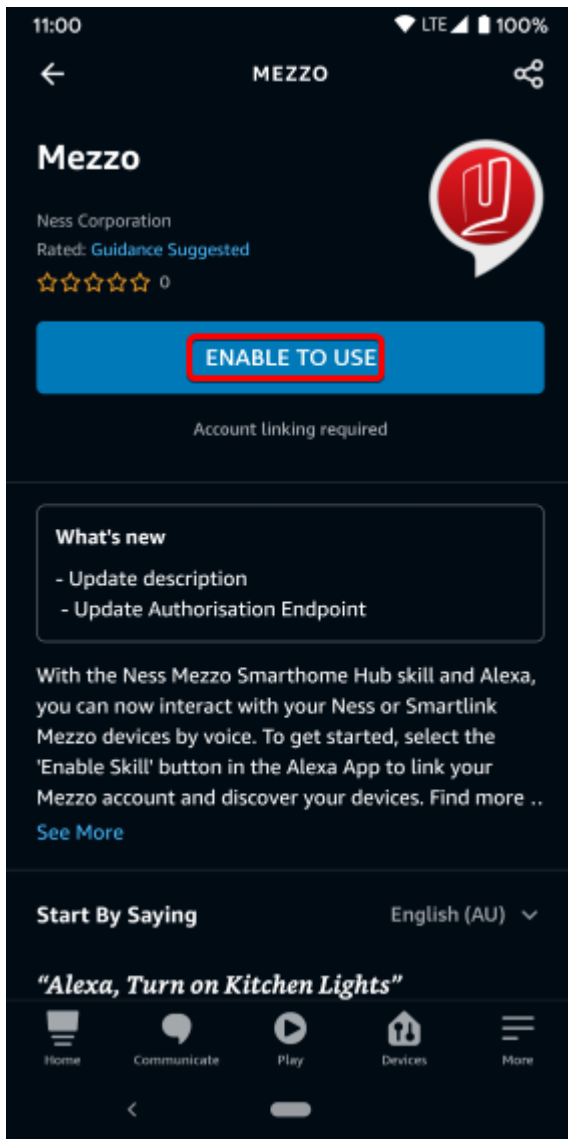 11:00 LTE 100%
MEZZO
Mezzo
Ness Corporation
Rated: Guidance Suggested
0
ENABLE TO USE
Account linking required
What's new
- Update description
- Update Authorisation Endpoint
With the Ness Mezzo Smarthome Hub skill and Alexa,
you can now interact with your Ness or Smartlink
Mezzo devices by voice. To get started, select the
'Enable Skill' button in the Alexa App to link your
Mezzo account and discover your devices. Find more ..
See More
Start By Saying English (AU)
“Alexa, Turn on Kitchen Lights”
Home Communicate Play Devices More